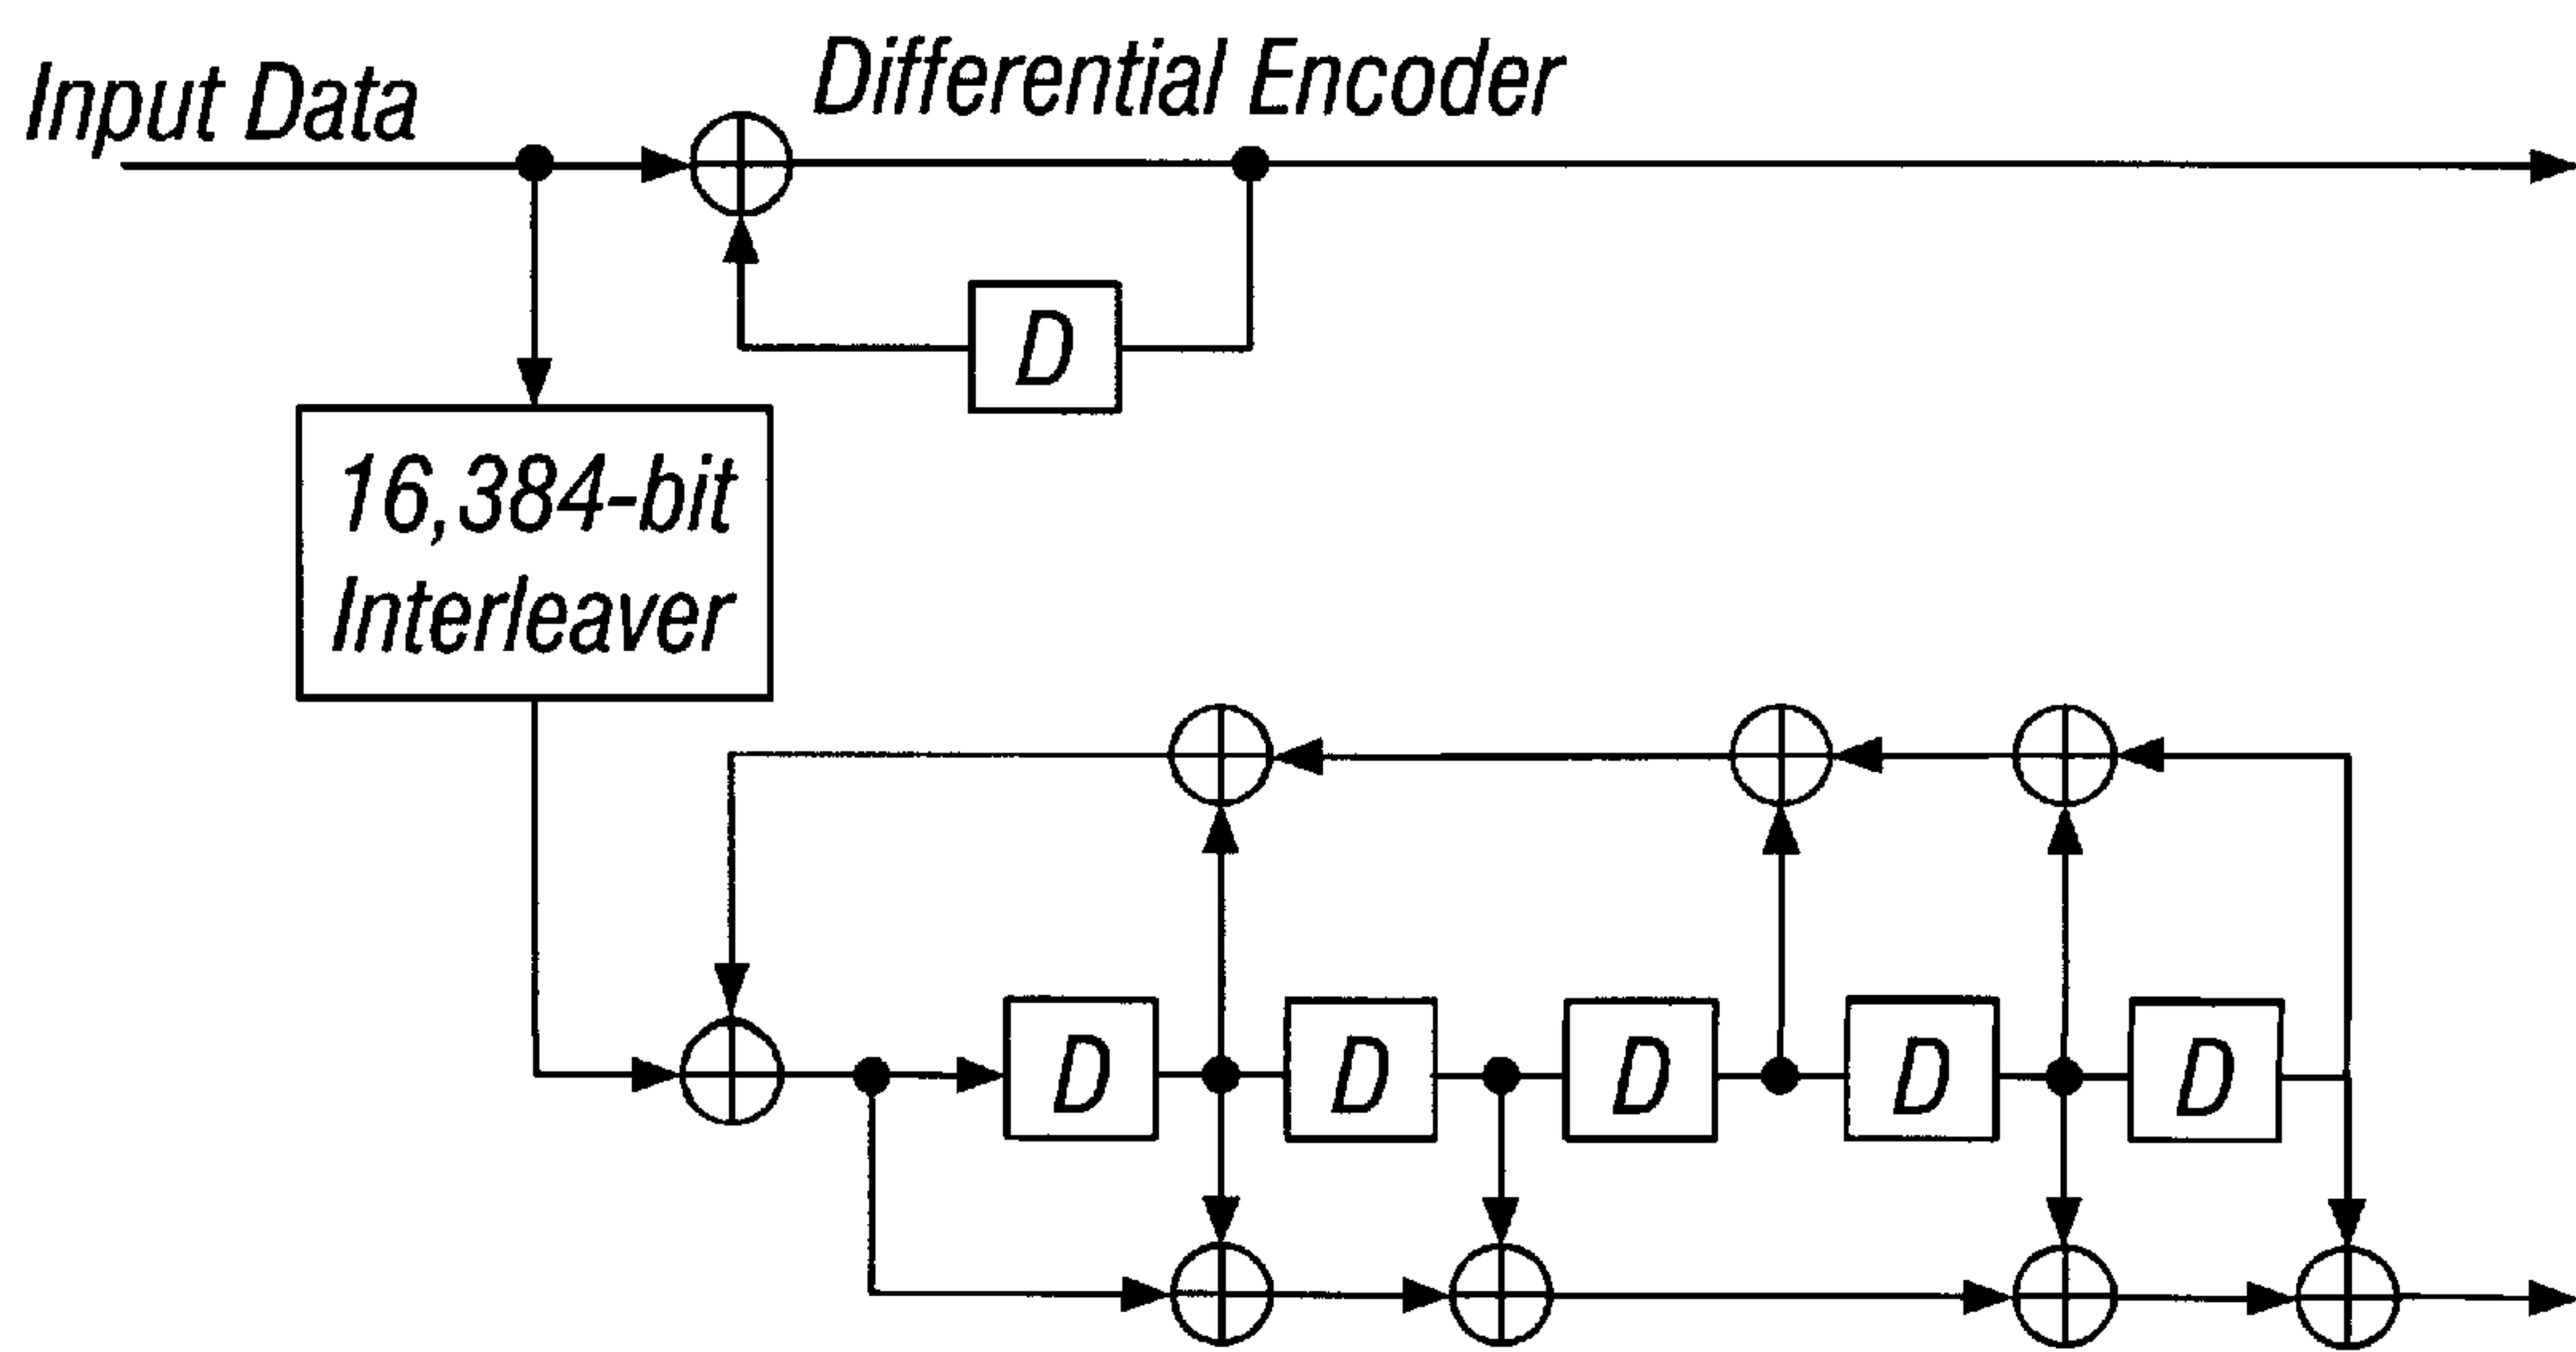 Input Data
Differential Encoder
D
16,384-bit
Interleaver
D
D
D
D
D